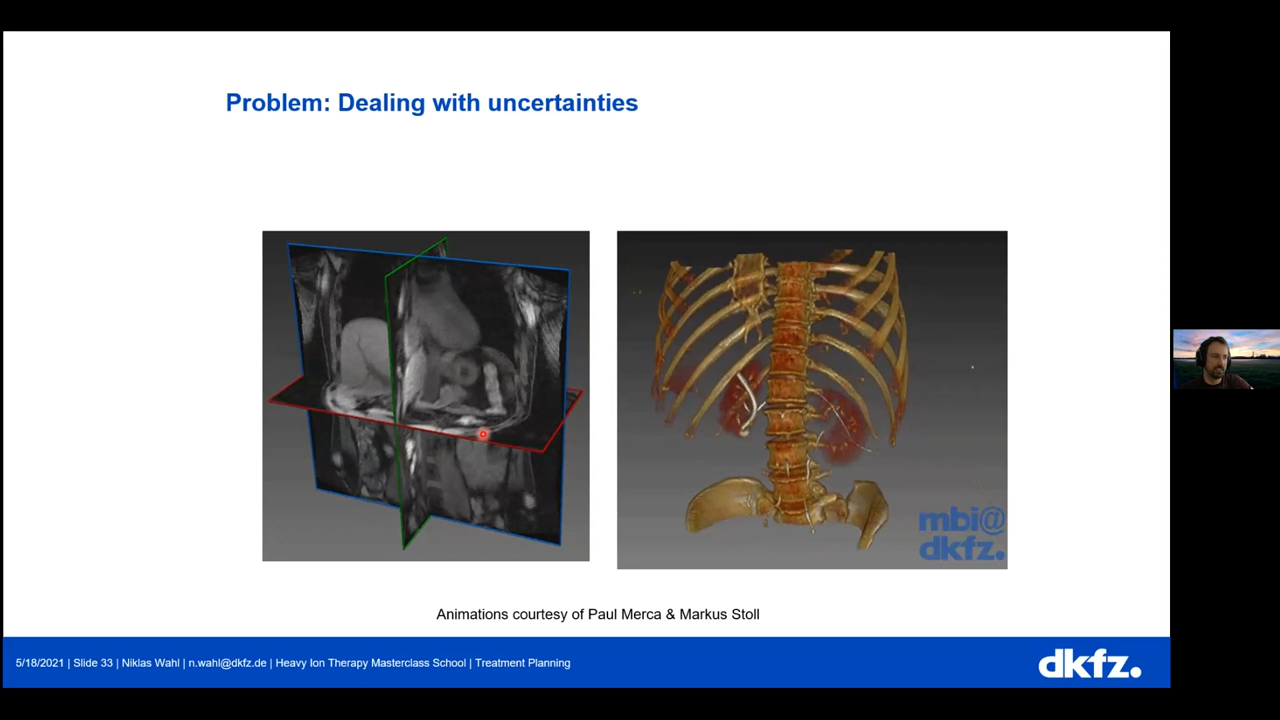 Problem: Dealing with uncertainties
mbi@
dkfz.
Animations courtesy of Paul Merca & Markus Stoll
5/18/2021 | Slide 33 | Niklas Wahl | n.wahl@dkfz.de | Heavy Ion Therapy Masterclass School | Treatment Planning
dkfz.